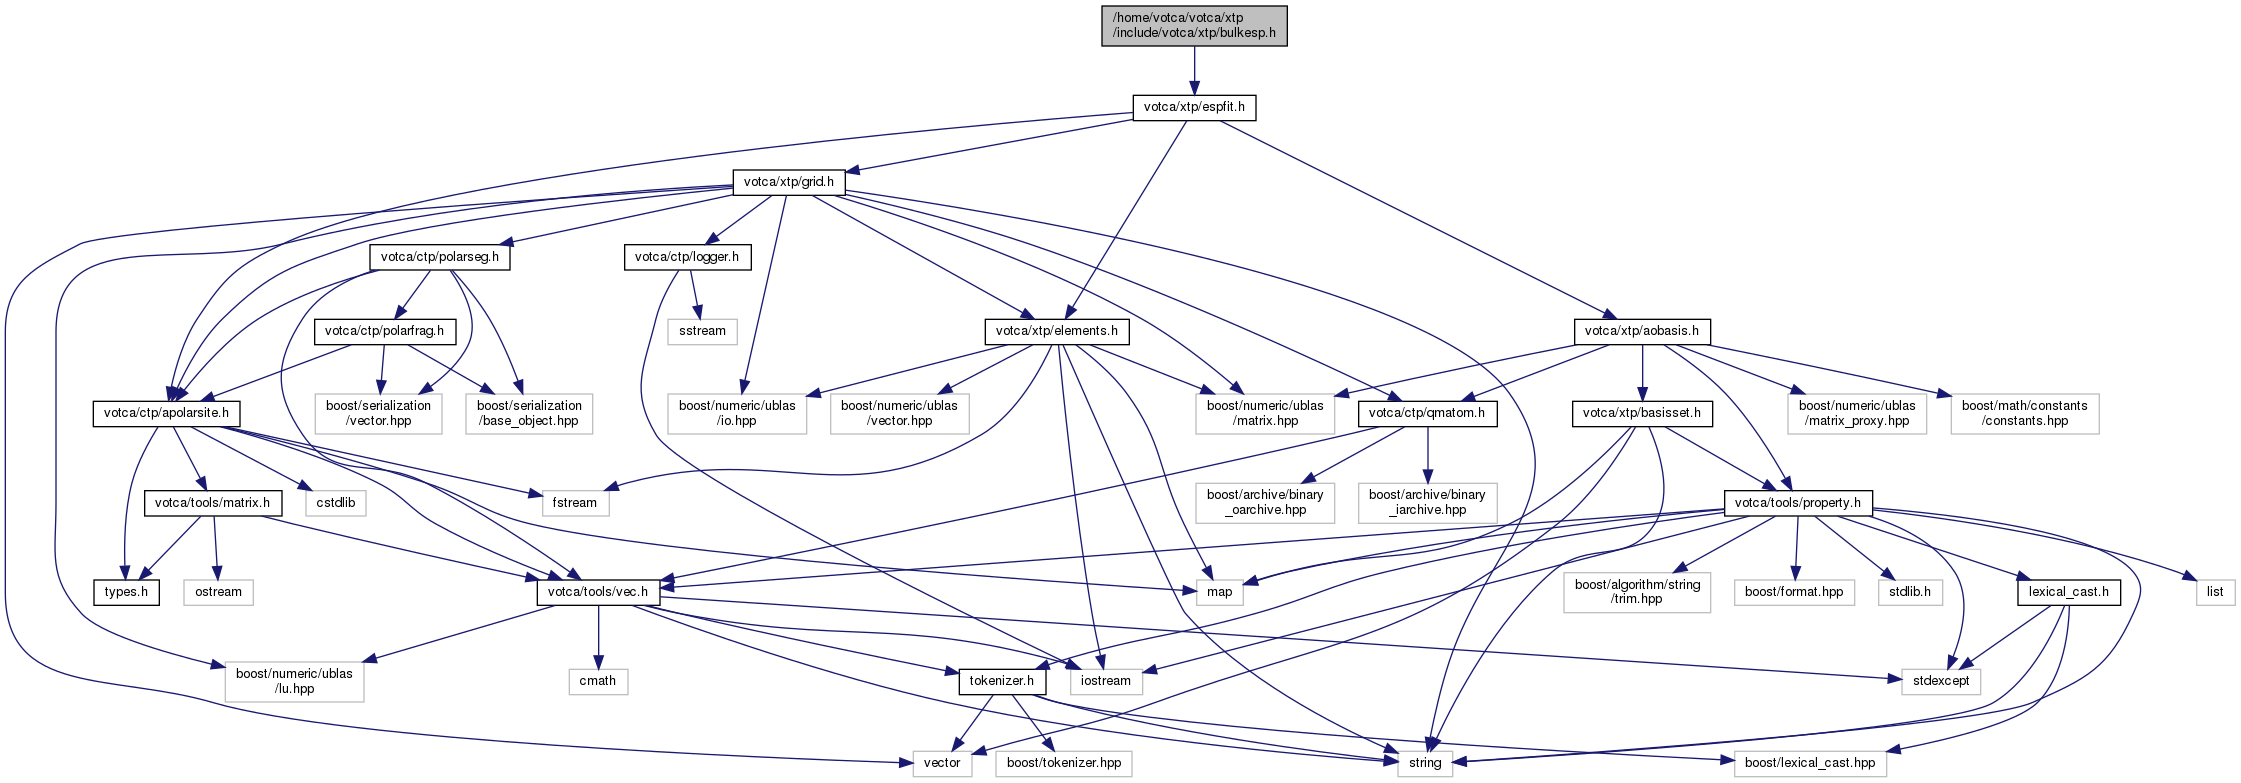 /home/votca/votca/xtp
/include/votca/xtp/bulkesp.h
votca/xtp/espfit.h
votca/xtp/grid.h
votca/ctp/polarseg.h
votca/ctp/logger.h
votca/ctp/polarfrag.h
sstream
votca/xtp/elements.h
votca/xtp/aobasis.h
votca/ctp/apolarsite.h
boost/serialization
/vector.hpp
boost/serialization
/base_object.hpp
boost/numeric/ublas
/io.hpp
boost/numeric/ublas
/vector.hpp
boost/numeric/ublas
/matrix.hpp
votca/ctp/qmatom.h
votca/xtp/basisset.h
boost/numeric/ublas
/matrix_proxy.hpp
boost/math/constants
/constants.hpp
votca/tools/matrix.h
cstdlib
fstream
boost/archive/binary
_oarchive.hpp
boost/archive/binary
_iarchive.hpp
votca/tools/property.h
types.h
ostream
votca/tools/vec.h
map
boost/algorithm/string
/trim.hpp
boost/format.hpp
stdlib.h
lexical_cast.h
list
boost/numeric/ublas
/lu.hpp
cmath
tokenizer.h
iostream
stdexcept
vector
boost/tokenizer.hpp
string
boost/lexical_cast.hpp